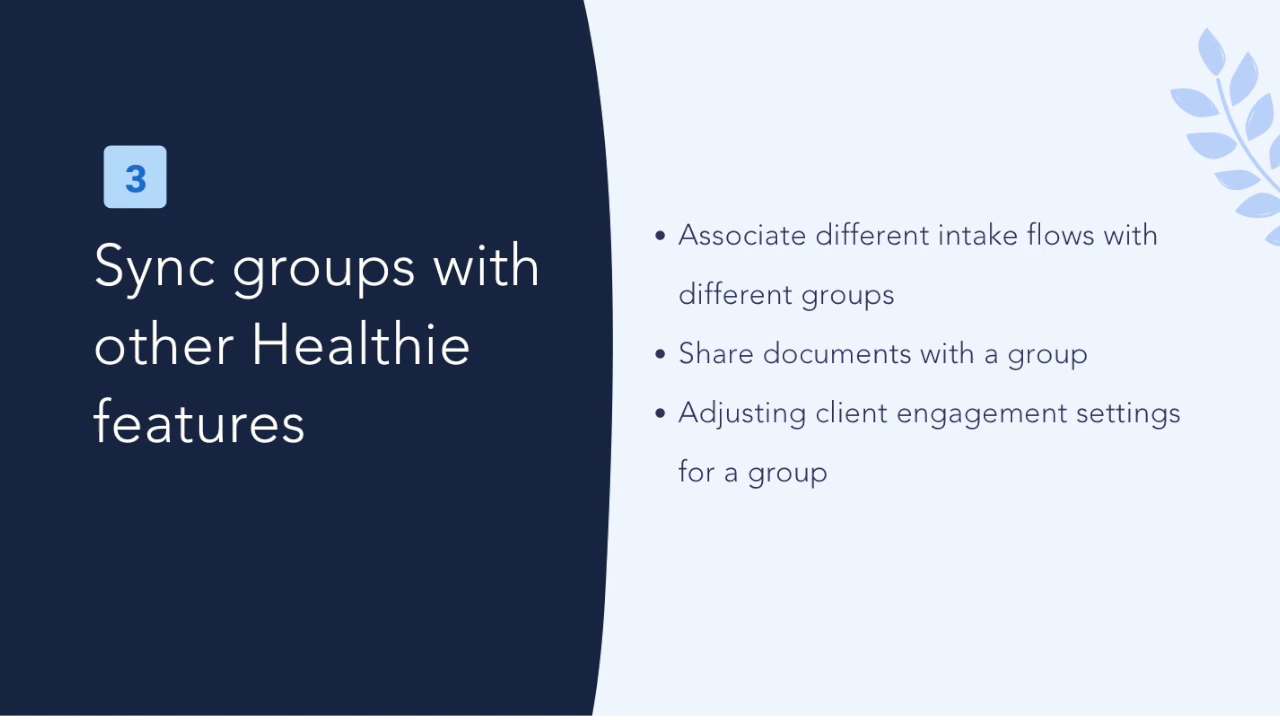 3
Sync groups with
other Healthie
features
• Associate different intake flows with
different groups
• Share documents with a group
• Adjusting client engagement settings
for a group